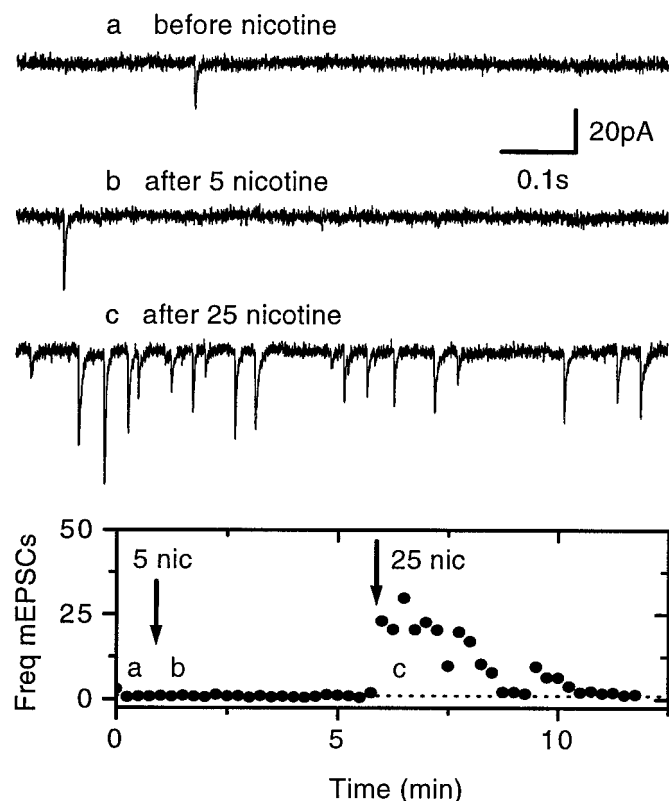 a before nicotine
20pA
0.1s
b after 5 nicotine
c after 25 nicotine
50
25
0
Freq mEPSCs
5 nic
25 nic
a b
c
0 5 10
Time (min)